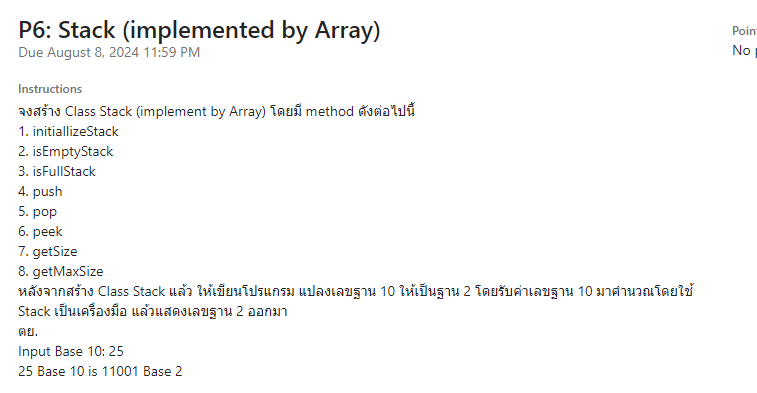 P6: Stack (implemented by Array)
Due August 8, 2024 11:59 PM
Poin
No p
Instructions
จงสร้าง Class Stack (implement by Array) โดยมี method ดังต่อไปนี้
1. initiallizeStack
2. isEmptyStack
3. isFullStack
4. push
5. pop
6. peek
7. getSize
8. getMaxSize
หลังจากสร้าง Class Stack แล้ว ให้เขียนโปรแกรม แปลงเลขฐาน 10 ให้เป็นฐาน 2 โดยรับค่าเลขฐาน 10 มาคำนวณโดยใช้
Stack เป็นเครื่องมือ แล้วแสดงเลขฐาน 2 ออกมา
ตย.
Input Base 10: 25
25 Base 10 is 11001 Base 2